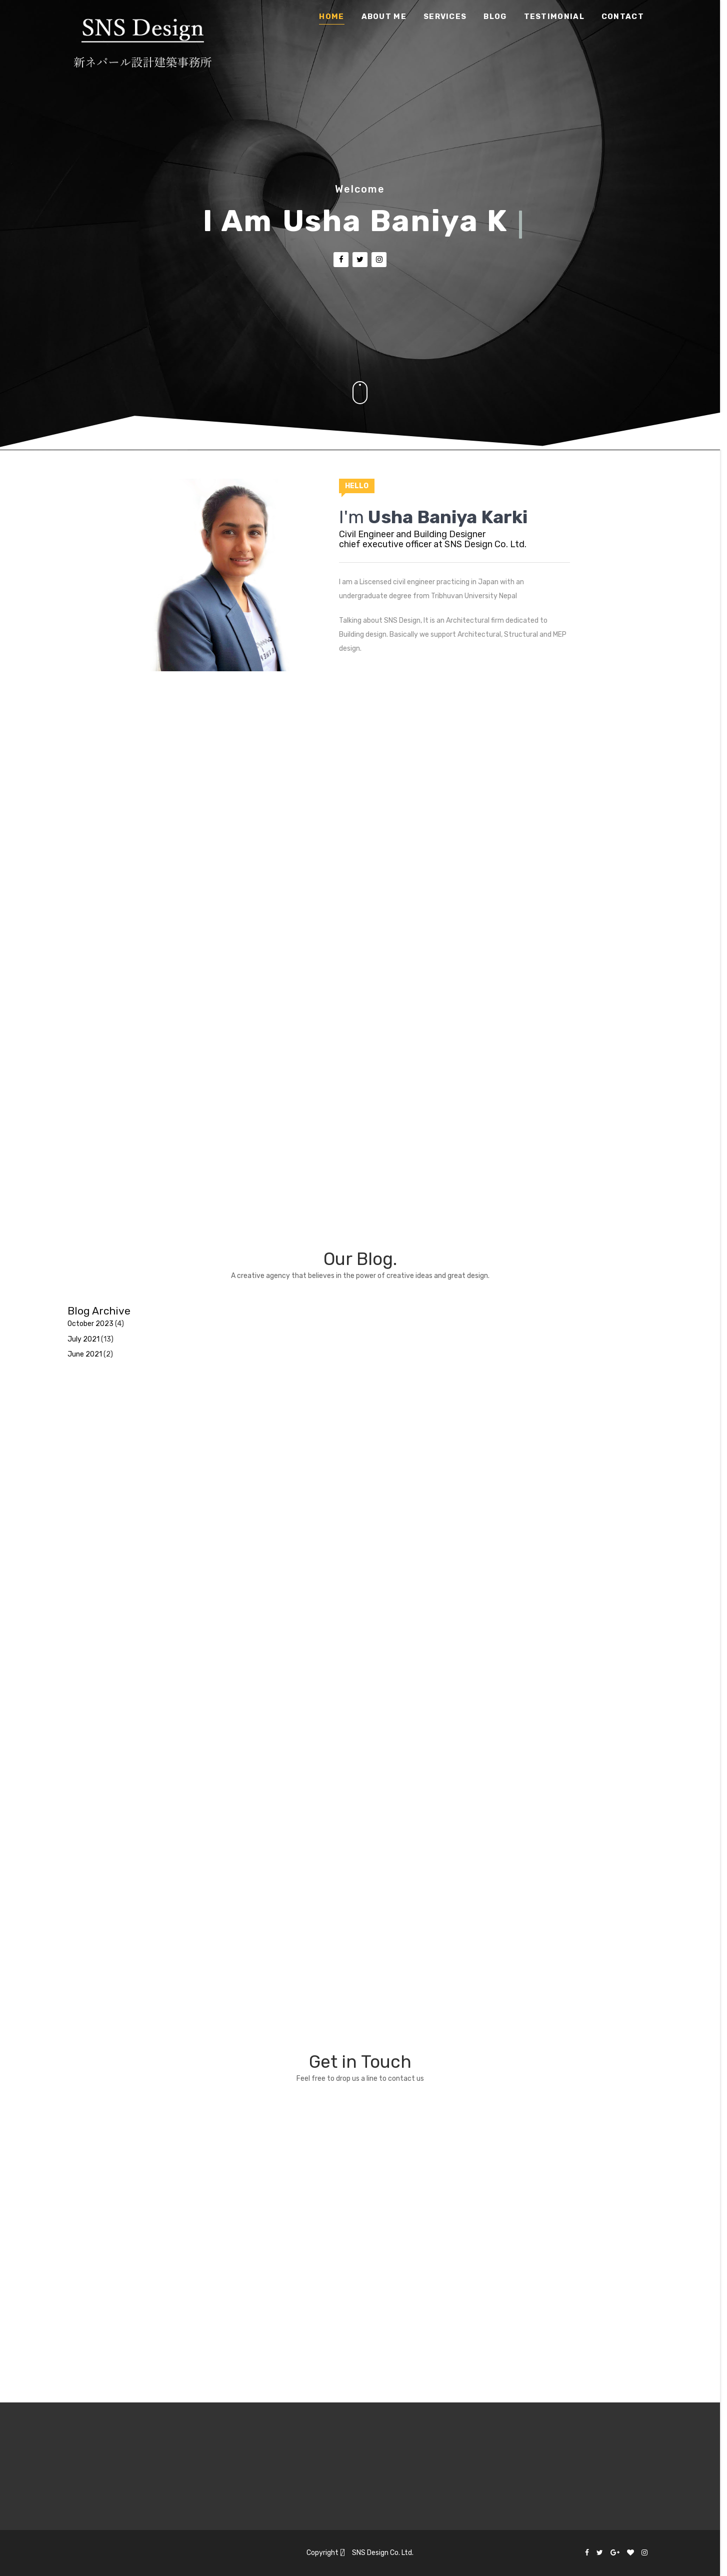 SNS Design
新ネパール設計建築事務所
HOME ABOUT ME SERVICES BLOG TESTIMONIAL CONTACT
Welcome
I Am Usha Baniya K
HELLO
I'm Usha Baniya Karki
Civil Engineer and Building Designer
chief executive officer at SNS Design Co. Ltd.
I am a Liscensed civil engineer practicing in Japan with an
undergraduate degree from Tribhuvan University Nepal
Talking about SNS Design, It is an Architectural firm dedicated to
Building design. Basically we support Architectural, Structural and MEP
design.
Our Blog.
A creative agency that believes in the power of creative ideas and great design.
Blog Archive
October 2023 (4)
July 2021 (13)
June 2021 (2)
Get in Touch
Feel free to drop us a line to contact us
Copyright SNS Design Co. Ltd.